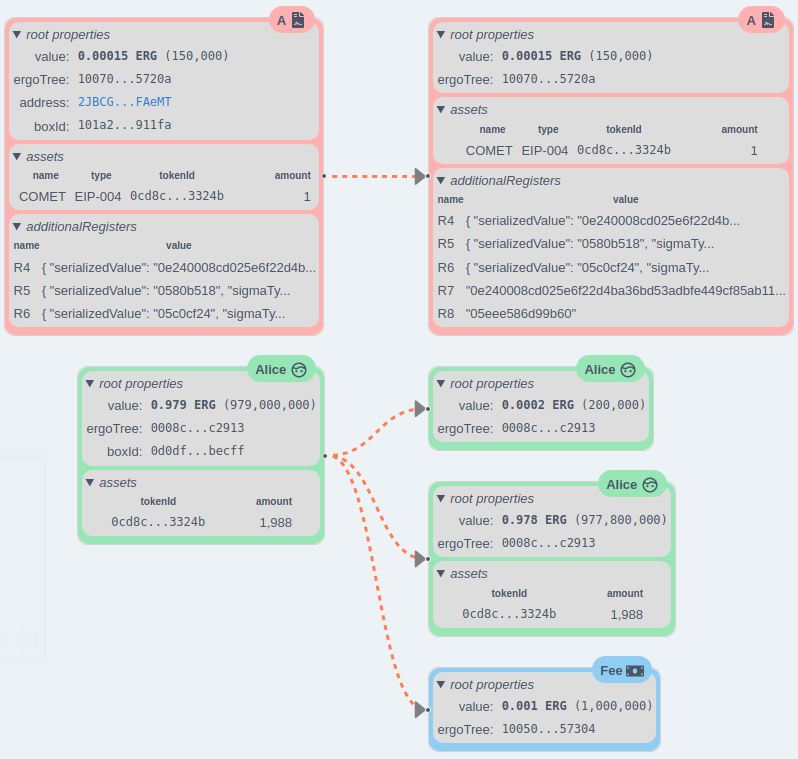 A
root properties
value: 0.00015 ERG (150,000)
ergoTree: 10070...5720a
address: 2JBCG...FAeMT
boxId: 101a2...911fa
assets
name type tokenId amount
COMET EIP-004 0cd8c...3324b 1
additionalRegisters
name value
R4 { "serializedValue": "0e240008cd025e6f22d4b...
R5 { "serializedValue": "0580b518", "sigmaTy...
R6 { "serializedValue": "05c0cf24", "sigmaTy...
A
root properties
value: 0.00015 ERG (150,000)
ergoTree: 10070...5720a
assets
name type tokenId amount
COMET EIP-004 0cd8c...3324b 1
additionalRegisters
name value
R4 { "serializedValue": "0e240008cd025e6f22d4b...
R5 { "serializedValue": "0580b518", "sigmaTy...
R6 { "serializedValue": "05c0cf24", "sigmaTy...
R7 "0e240008cd025e6f22d4ba36bd53adbfe449cf85ab11...
R8 "05eee586d99b60"
Alice
root properties
value: 0.979 ERG (979,000,000)
ergoTree: 0008c...c2913
boxId: d0df...becff
assets
tokenId amount
0cd8c...3324b 1,988
Alice
root properties
value: 0.0002 ERG (200,000)
ergoTree: 0008c...c2913
Alice
root properties
value: 0.978 ERG (977,800,000)
ergoTree: 0008c...c2913
assets
tokenId amount
0cd8c...3324b 1,988
Fee
root properties
value: 0.001 ERG (1,000,000)
ergoTree: 10050...57304